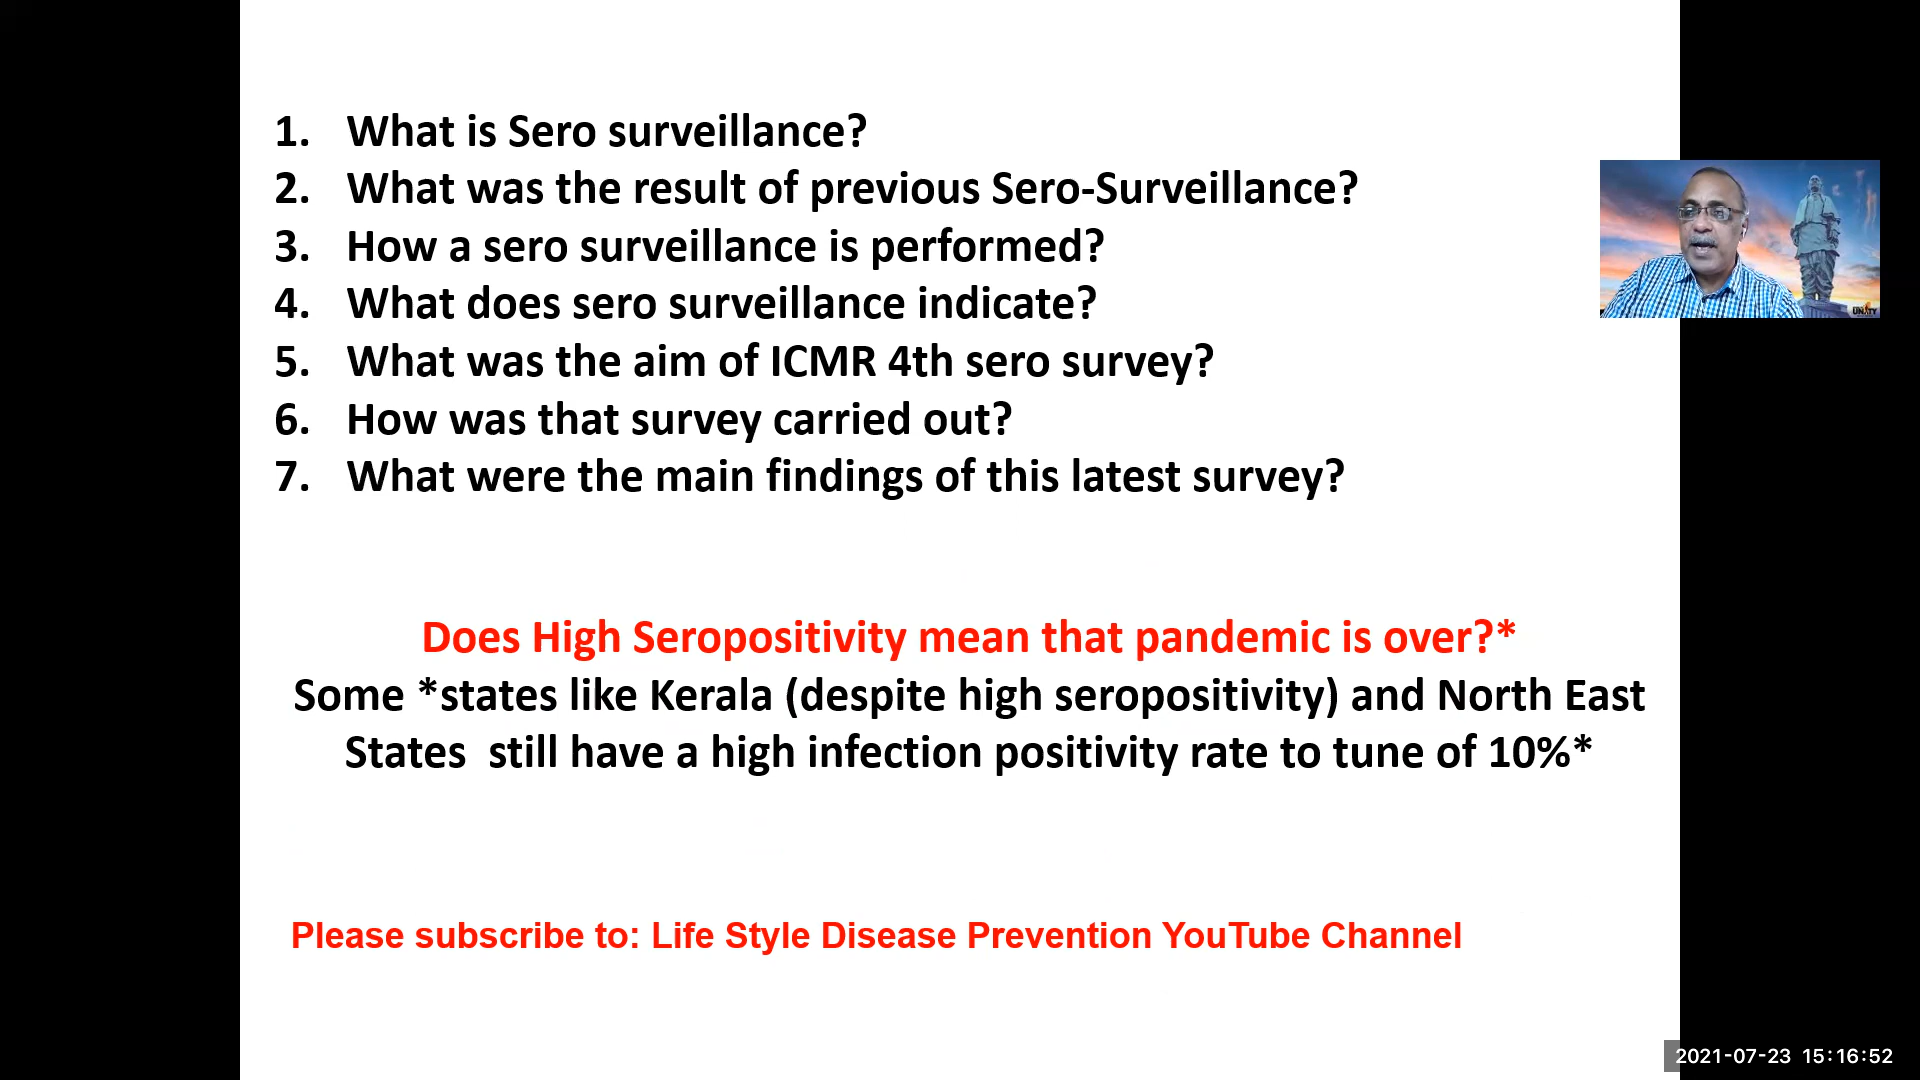 1. What is Sero surveillance?
2. What was the result of previous Sero-Surveillance?
3. How a sero surveillance is performed?
4. What does sero surveillance indicate?
5. What was the aim of ICMR 4th sero survey?
6. How was that survey carried out?
7. What were the main findings of this latest survey?
Does High Seropositivity mean that pandemic is over?*
Some *states like Kerala (despite high seropositivity) and North East
States still have a high infection positivity rate to tune of 10%*
Please subscribe to: Life Style Disease Prevention YouTube Channel
2021-07-23 15:16:52